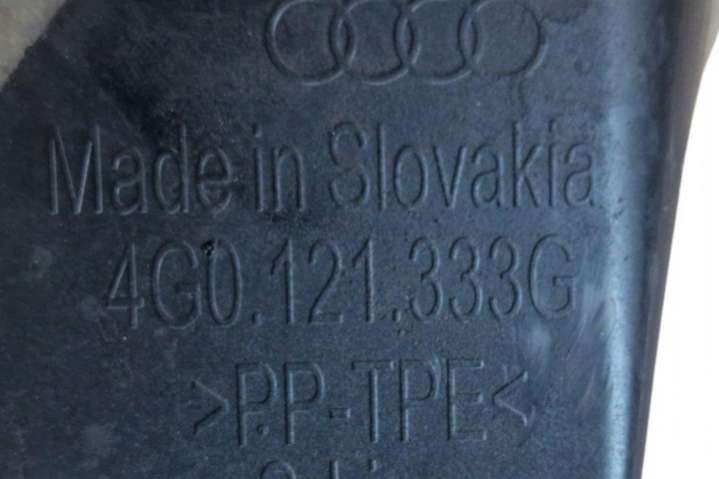 Made in Slovakia
4G0.121.333G
>PP-TPE<